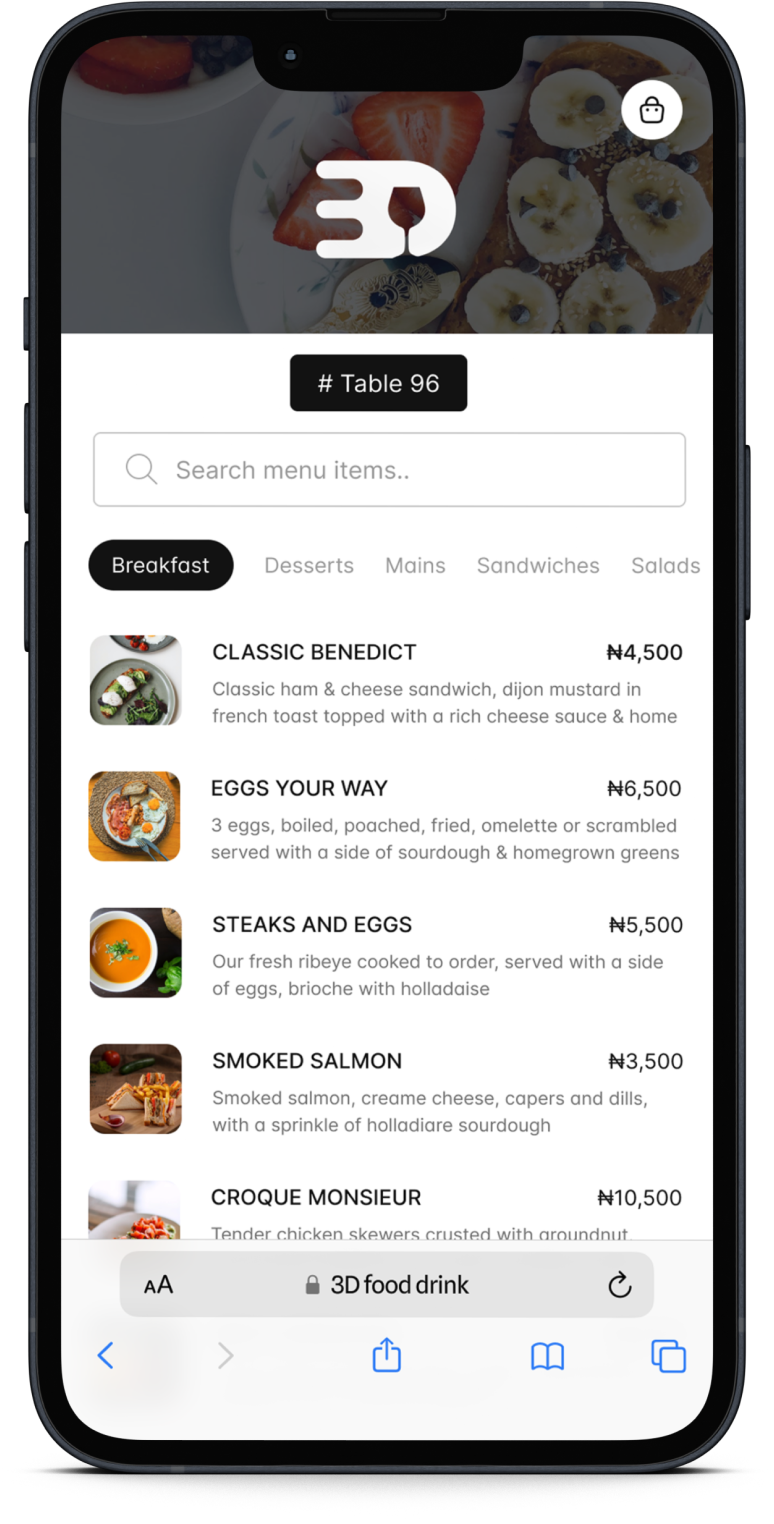 3D
# Table 96
Search menu items..
Breakfast Desserts Mains Sandwiches Salads
CLASSIC BENEDICT ₦4,500
Classic ham & cheese sandwich, dijon mustard in
french toast topped with a rich cheese sauce & home
EGGS YOUR WAY ₦6,500
3 eggs, boiled, poached, fried, omelette or scrambled
served with a side of sourdough & homegrown greens
STEAKS AND EGGS ₦5,500
Our fresh ribeye cooked to order, served with a side
of eggs, brioche with holladaise
SMOKED SALMON ₦3,500
Smoked salmon, creame cheese, capers and dills,
with a sprinkle of holladiare sourdough
CROQUE MONSIEUR ₦10,500
Tender chicken skewers crusted with groundnut,
AA 3D food drink